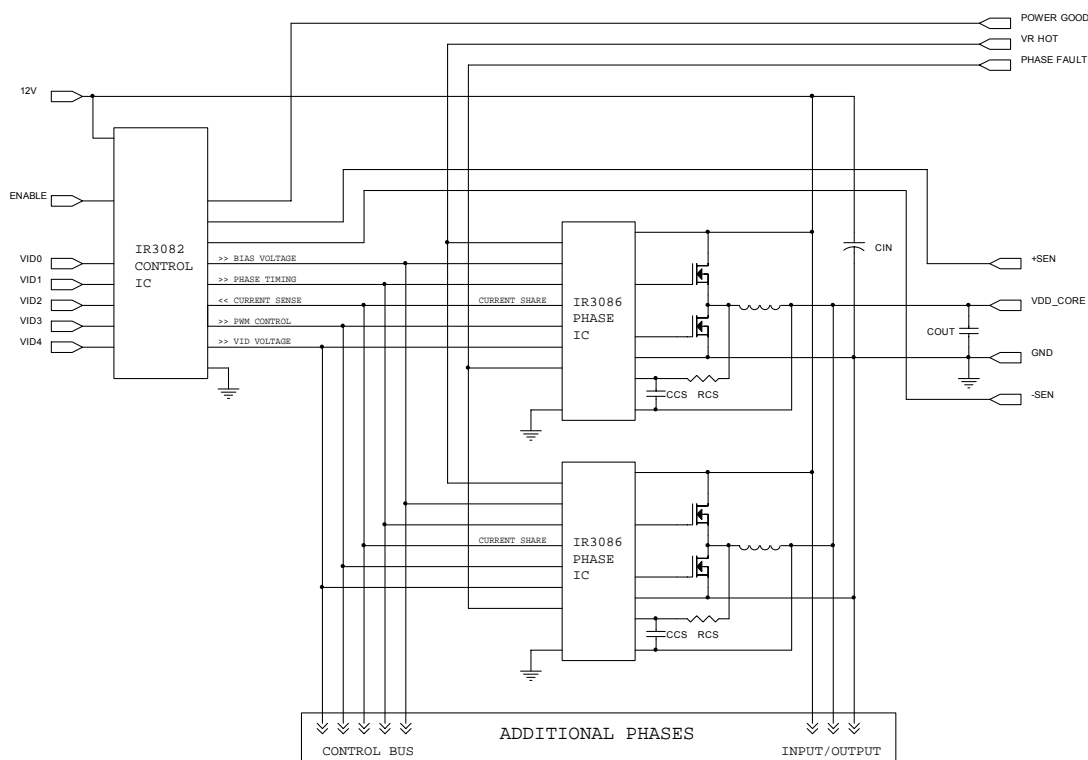 POWER GOOD
VR HOT
PHASE FAULT
12V
ENABLE
IR3082
CONTROL
IC
VID0
VID1
VID2
VID3
VID4
>> BIAS VOLTAGE
>> PHASE TIMING
<< CURRENT SENSE
>> PWM CONTROL
>> VID VOLTAGE
CURRENT SHARE
IR3086
PHASE
IC
CCS
RCS
CIN
+SEN
VDD_CORE
COUT
GND
-SEN
CURRENT SHARE
IR3086
PHASE
IC
CCS
RCS
ADDITIONAL PHASES
CONTROL BUS
INPUT/OUTPUT